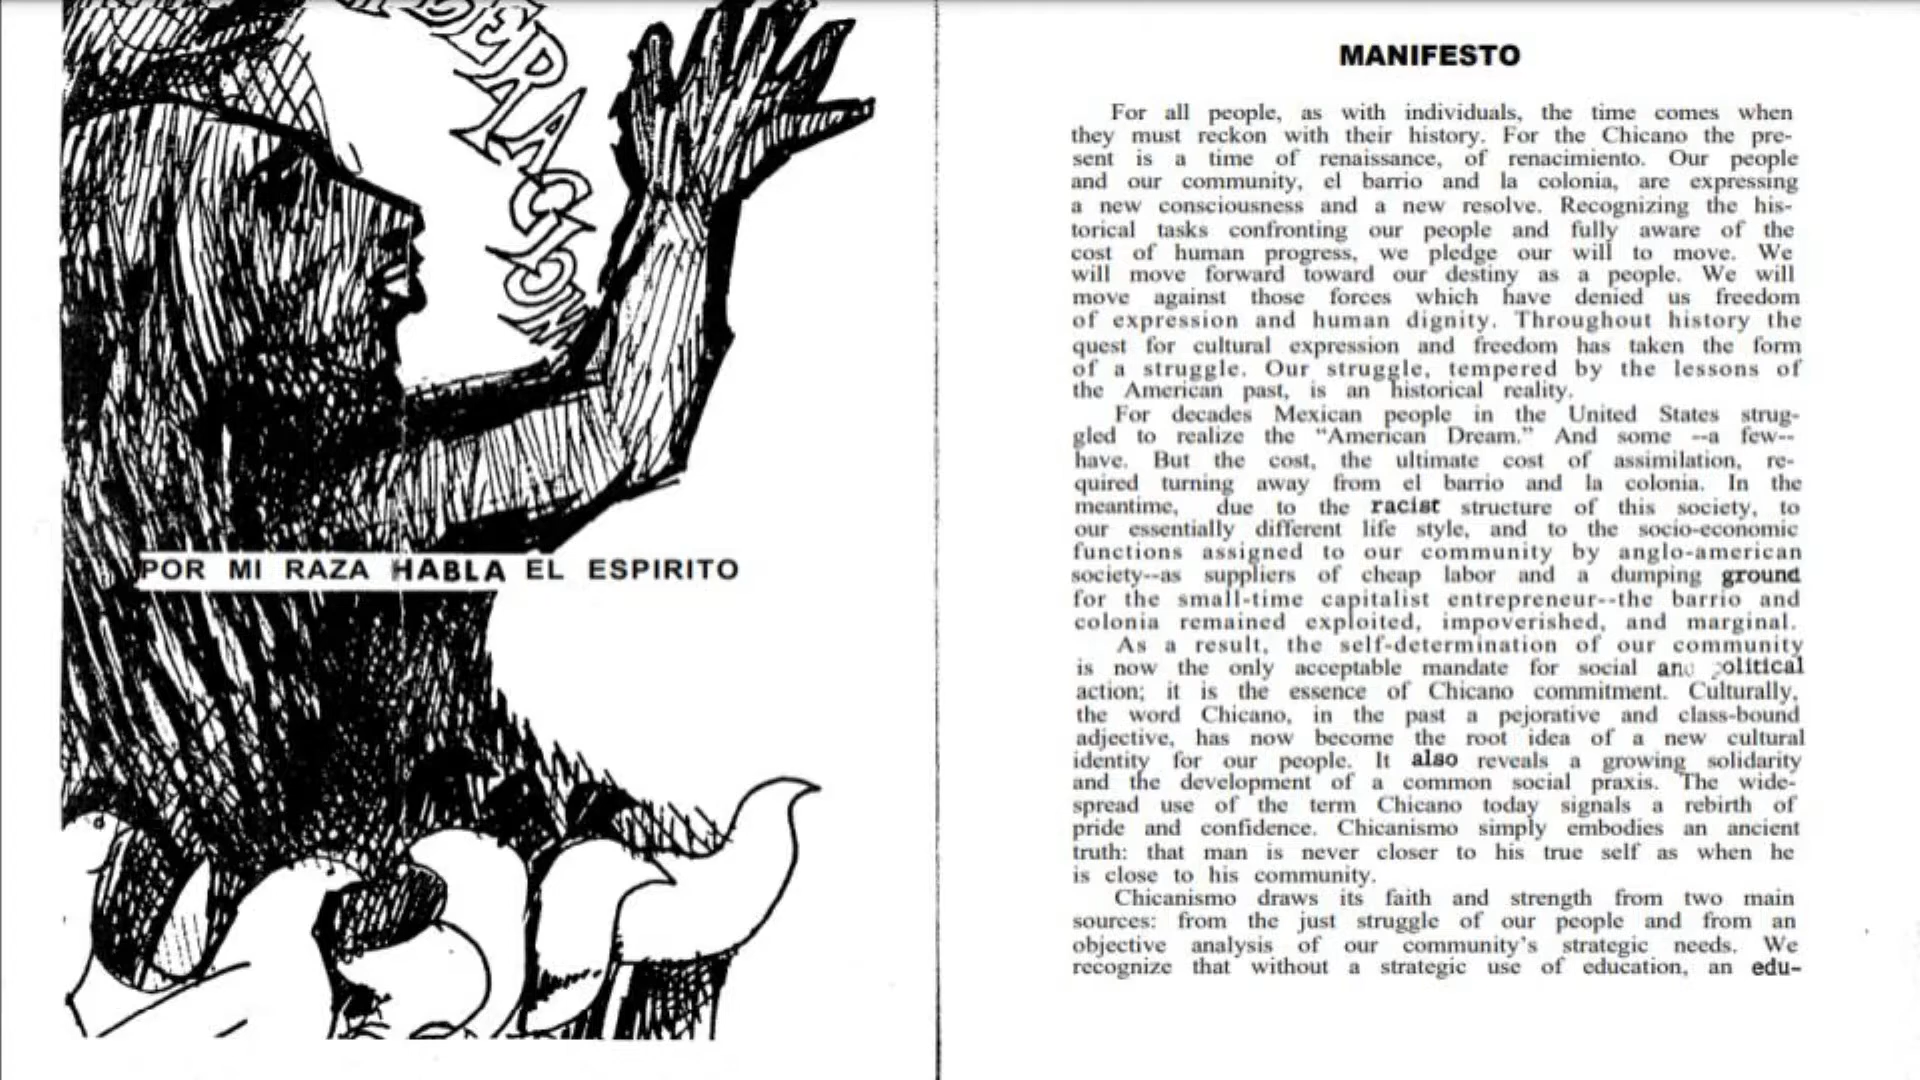 BERACION
POR MI RAZA HABLA EL ESPIRITO
MANIFESTO
For all people, as with individuals, the time comes when
they must reckon with their history. For the Chicano the pre-
sent is a time of renaissance, of renacimiento. Our people
and our community, el barrio and la colonia, are expressing
a new consciousness and a new resolve. Recognizing the his-
torical tasks confronting our people and fully aware of the
cost of human progress, we pledge our will to move. We
will move forward toward our destiny as a people. We will
move against those forces which have denied us freedom
of expression and human dignity. Throughout history the
quest for cultural expression and freedom has taken the form
of a struggle. Our struggle, tempered by the lessons of
the American past, is an historical reality.
For decades Mexican people in the United States strug-
gled to realize the “American Dream.” And some --a few--
have. But the cost, the ultimate cost of assimilation, re-
quired turning away from el barrio and la colonia. In the
meantime, due to the racist structure of this society, to
our essentially different life style, and to the socio-economic
functions assigned to our community by anglo-american
society--as suppliers of cheap labor and a dumping ground
for the small-time capitalist entrepreneur--the barrio and
colonia remained exploited, impoverished, and marginal.
As a result, the self-determination of our community
is now the only acceptable mandate for social and political
action; it is the essence of Chicano commitment. Culturally,
the word Chicano, in the past a pejorative and class-bound
adjective, has now become the root idea of a new cultural
identity for our people. It also reveals a growing solidarity
and the development of a common social praxis. The wide-
spread use of the term Chicano today signals a rebirth of
pride and confidence. Chicanismo simply embodies an ancient
truth: that man is never closer to his true self as when he
is close to his community.
Chicanismo draws its faith and strength from two main
sources: from the just struggle of our people and from an
objective analysis of our community’s strategic needs. We
recognize that without a strategic use of education, an edu-